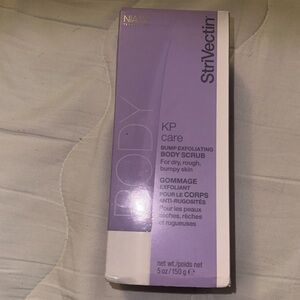 StriVectin
BODY
KP
care
BUMP EXFOLIATING
BODY SCRUB
For dry, rough,
bumpy skin
GOMMAGE
EXFOLIANT
POUR LE CORPS
ANTI-RUGOSITÉS
Pour les peaux
sèches, rêches
et rugueuses
net wt./poids net
5 oz/150 g ℮